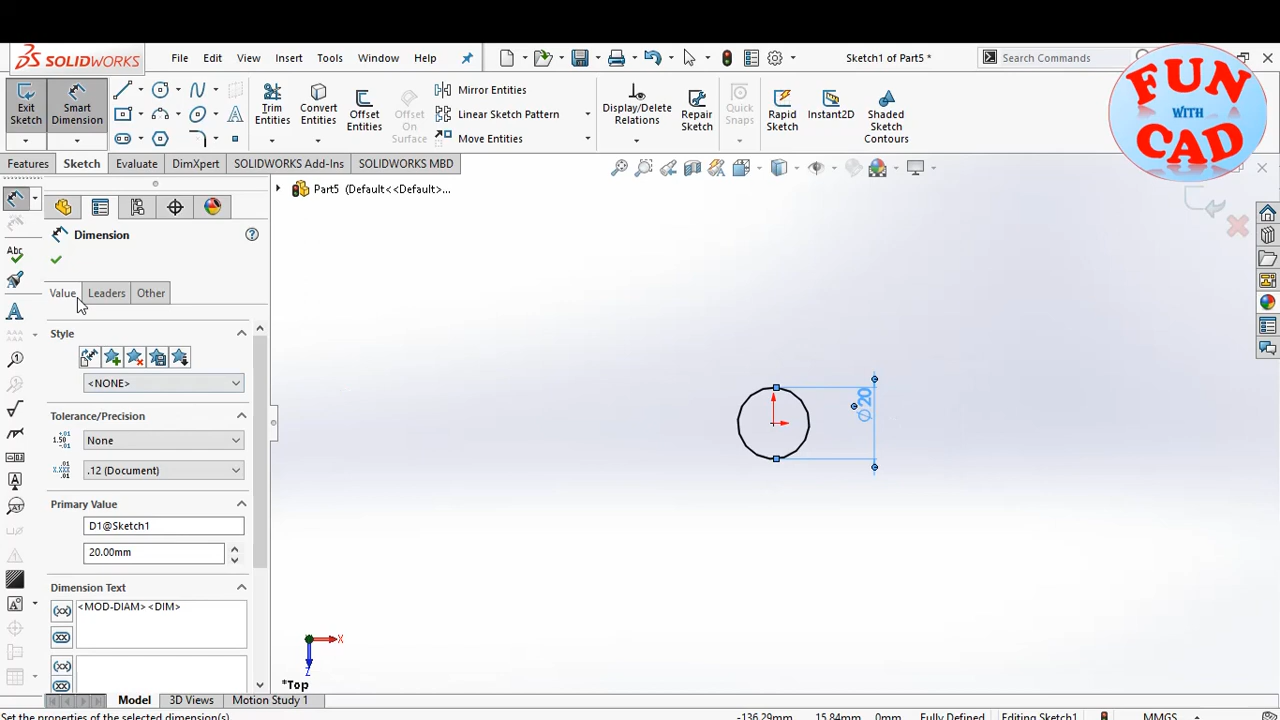 SOLIDWORKS
File Edit View Insert Tools Window Help
Sketch1 of Part5 *
Search Commands
FUN
WITH
CAD
Exit Sketch
Smart Dimension
Trim Entities
Convert Entities
Offset Entities
Offset On Surface
Mirror Entities
Linear Sketch Pattern
Move Entities
Display/Delete Relations
Repair Sketch
Quick Snaps
Rapid Sketch
Instant2D
Shaded Sketch Contours
Features Sketch Evaluate DimXpert SOLIDWORKS Add-Ins SOLIDWORKS MBD
Part5 (Default<<Default>...
Dimension
Value Leaders Other
Style
<NONE>
Tolerance/Precision
None
.12 (Document)
Primary Value
D1@Sketch1
20.00mm
Dimension Text
<MOD-DIAM><DIM>
∅20
X
Z
*Top
Model 3D Views Motion Study 1
Set the properties of the selected dimension(s)
-136.29mm 15.84mm 0mm Fully Defined Editing Sketch1 MMGS